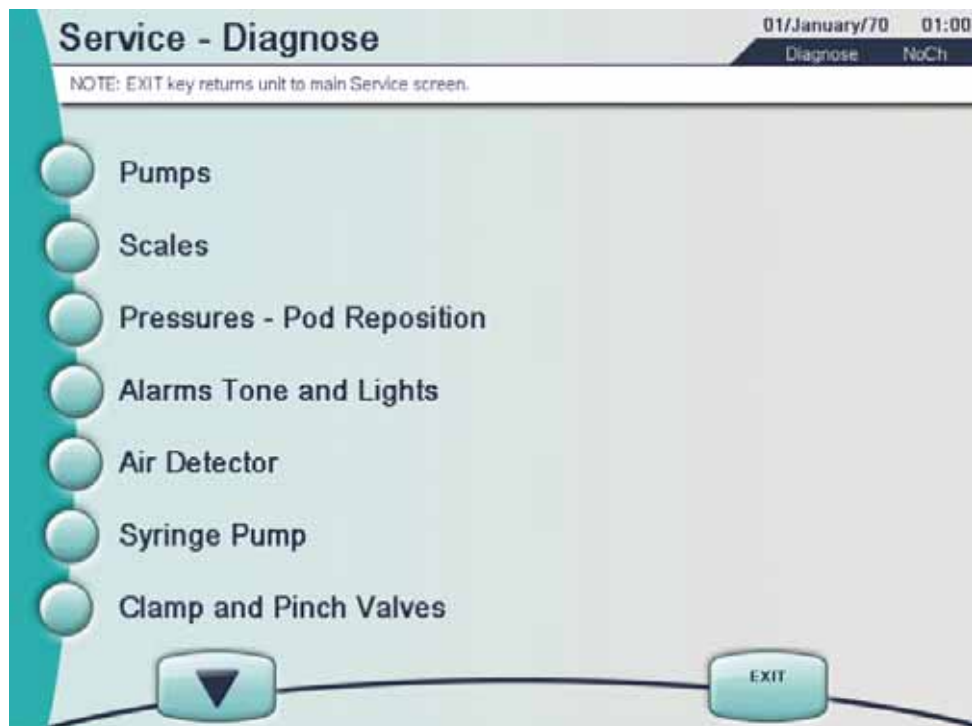 Service - Diagnose
01/January/70 01:00
Diagnose NoCh
NOTE: EXIT key returns unit to main Service screen.
Pumps
Scales
Pressures - Pod Reposition
Alarms Tone and Lights
Air Detector
Syringe Pump
Clamp and Pinch Valves
EXIT